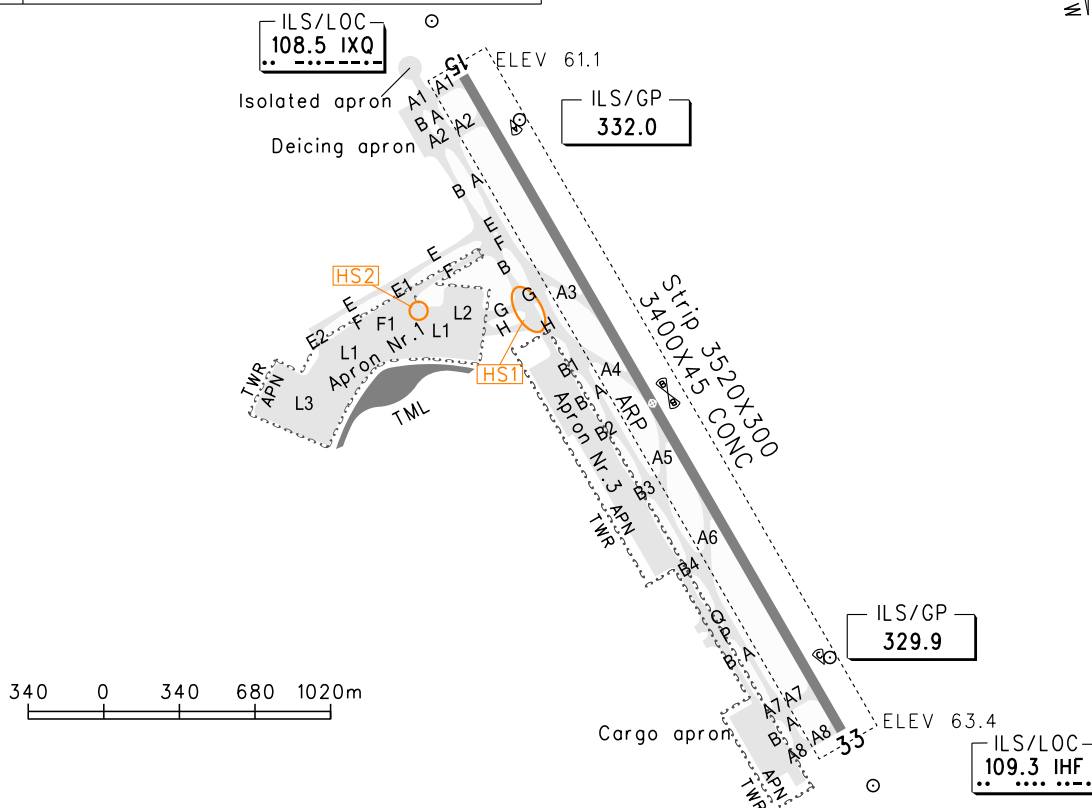 ILS/LOC
108.5 IXQ
15
ELEV 61.1
ILS/GP
332.0
Isolated apron
Deicing apron
A1
A1
B A
A2
A2
B A
E
F
B
E
F
HS2
E1
E
F
E2
F1
L2
L1
L1
Apron Nr.1
L3
TWR
APN
TML
G
G
H
H
HS1
A3
B1
A4
B A
ARP
B2
Apron Nr.3
A5
B3
APN
TWR
A6
B4
Strip 3520X300
3400X45 CONC
Q
P
B A
ILS/GP
329.9
340 0 340 680 1020m
A7
A7
Cargo apron
B A
A8
A8
33
ELEV 63.4
APN
TWR
ILS/LOC
109.3 IHF